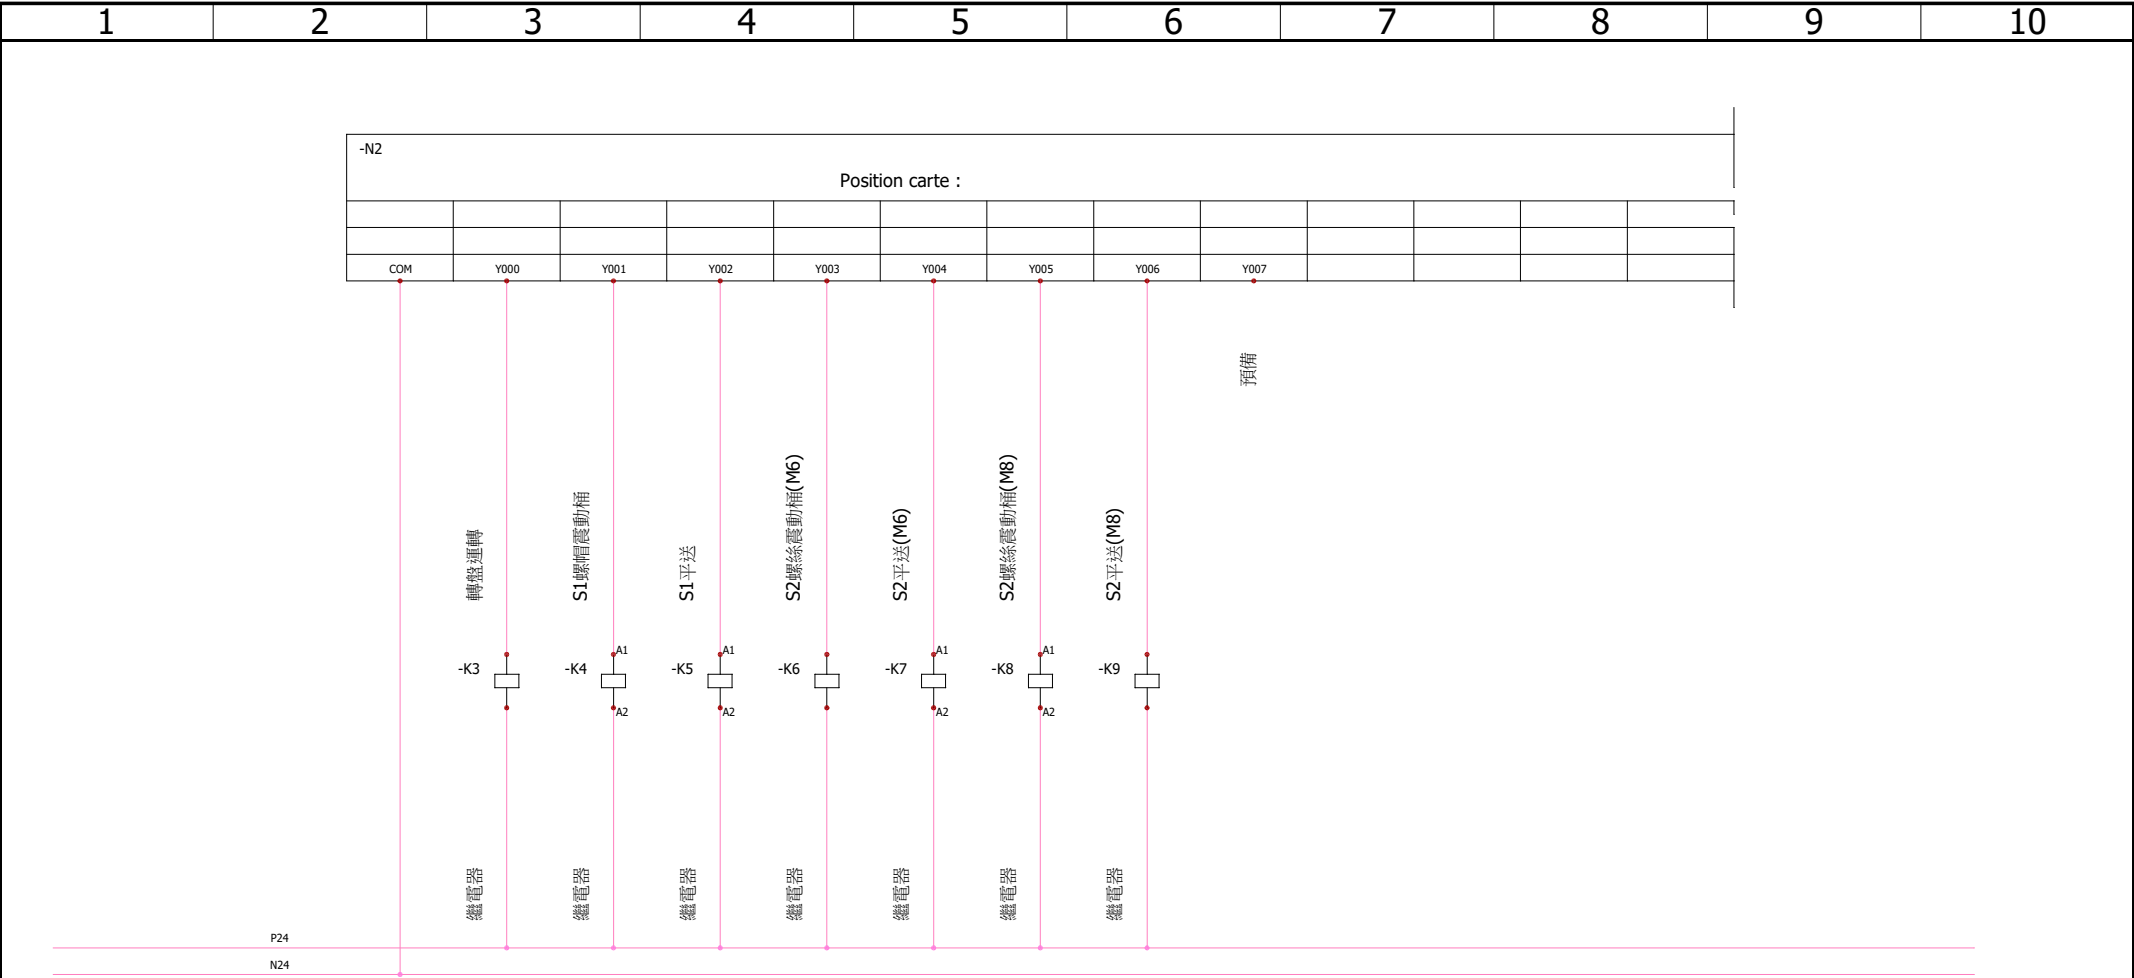 1 2 3 4 5 6 7 8 9 10
-N2
Position carte :
COM Y000 Y001 Y002 Y003 Y004 Y005 Y006 Y007
預備
轉盤運轉
S1螺帽震動桶
S1平送
S2螺絲震動桶(M6)
S2平送(M6)
S2螺絲震動桶(M8)
S2平送(M8)
A1 A1 A1 A1
-K3 -K4 -K5 -K6 -K7 -K8 -K9
A2 A2 A2 A2
繼電器 繼電器 繼電器 繼電器 繼電器 繼電器 繼電器
P24
N24